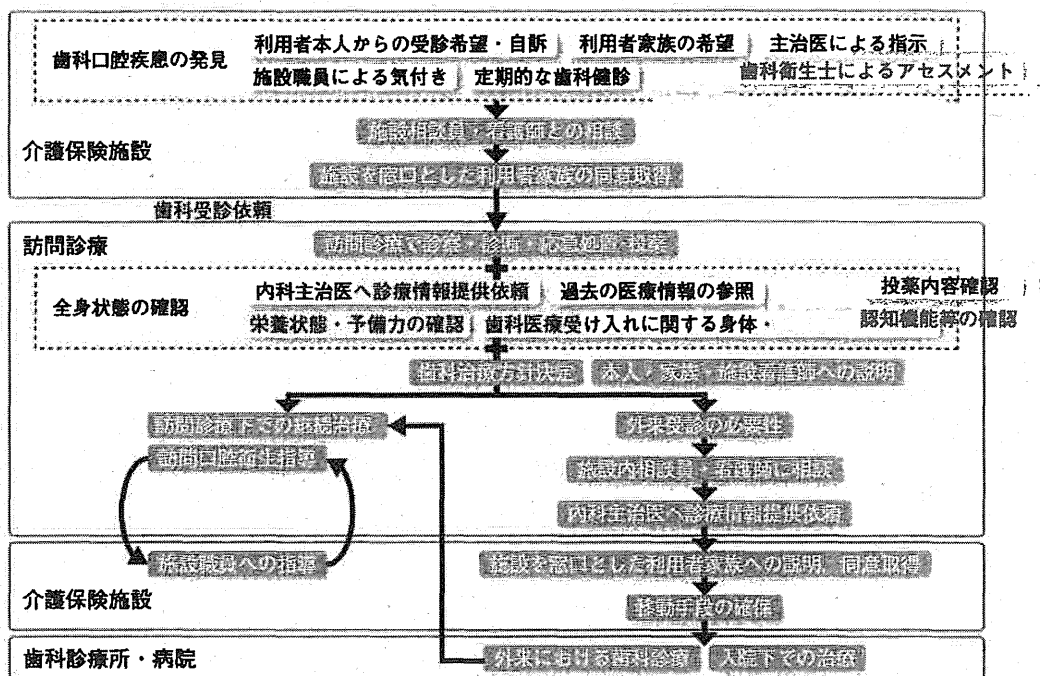 歯科口腔疾患の発見
利用者本人からの受診希望・自訴 利用者家族の希望 主治医による指示
施設職員による気付き 定期的な歯科健診 歯科衛生士によるアセスメント
施設相談員・看護師との相談
介護保険施設
施設を窓口とした利用者家族の同意取得
歯科受診依頼
訪問診療
訪問診療で診察・診断・応急処置・投薬
全身状態の確認
内科主治医へ診療情報提供依頼 過去の医療情報の参照 投薬内容確認
栄養状態・予備力の確認 歯科医療受け入れに関する身体・認知機能等の確認
歯科治療方針決定 本人・家族・施設看護師への説明
訪問診療下での継続治療 外来受診の必要性
訪問口腔衛生指導 施設内相談員・看護師に相談
内科主治医へ診療情報提供依頼
施設職員への指導 施設を窓口とした利用者家族への説明 同意取得
介護保険施設
移動手段の確保
歯科診療所・病院
外来における歯科診療 入院下での治療